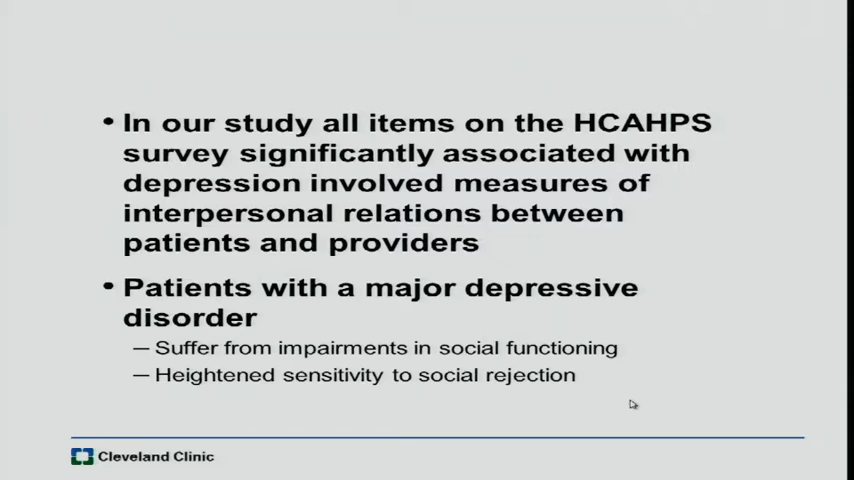 • In our study all items on the HCAHPS
survey significantly associated with
depression involved measures of
interpersonal relations between
patients and providers
• Patients with a major depressive
disorder
– Suffer from impairments in social functioning
– Heightened sensitivity to social rejection
Cleveland Clinic